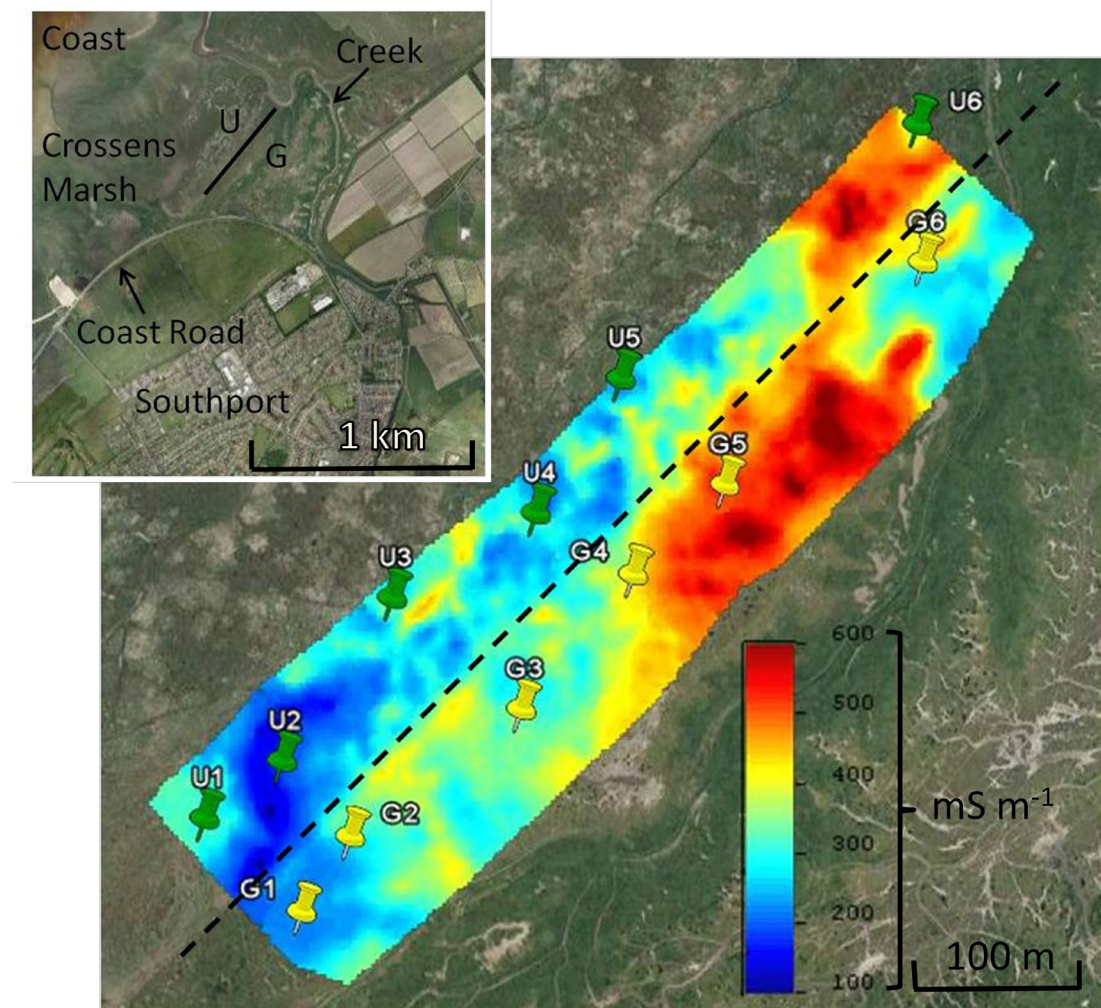 Coast
Creek
U
G
Crossens
Marsh
Coast Road
Southport
1 km
U6
G6
U5
G5
U4
G4
U3
G3
U2
U1
G2
G1
600
500
400
300
200
100
mS m-1
100 m